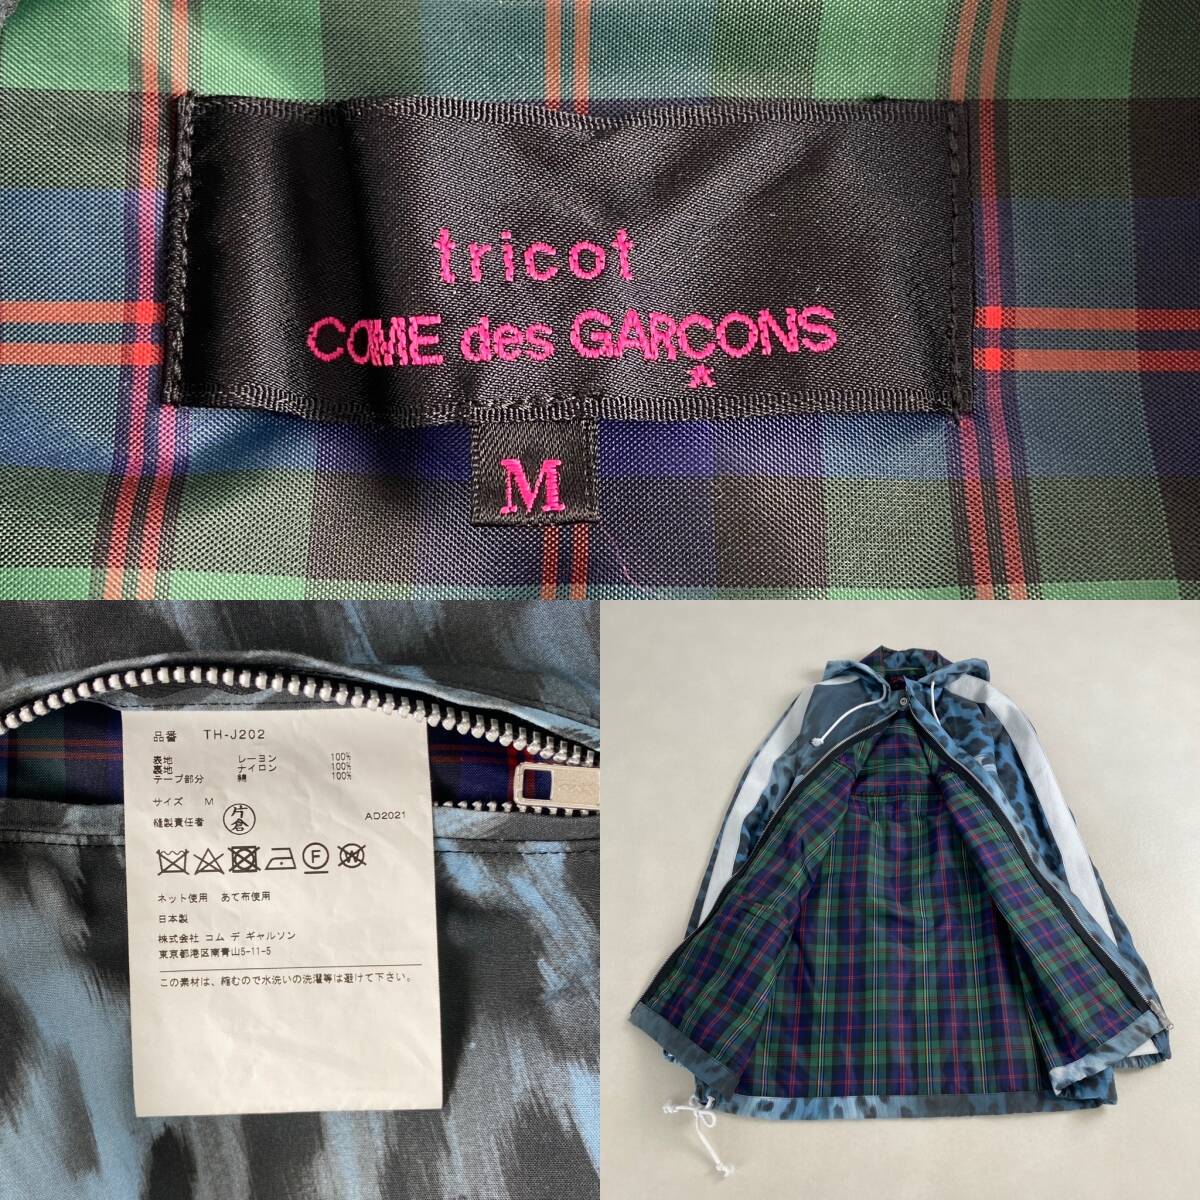 tricot
COMME des GARÇONS
M
品番 TH-J202
表地 レーヨン 100%
裏地 ナイロン 100%
テープ部分 綿 100%
サイズ M
縫製責任者 片倉
AD2021
F
W
ネット使用 あて布使用
日本製
株式会社 コム デ ギャルソン
東京都港区南青山5-11-5
この素材は、縮むので水洗いの洗濯等は避けて下さい。